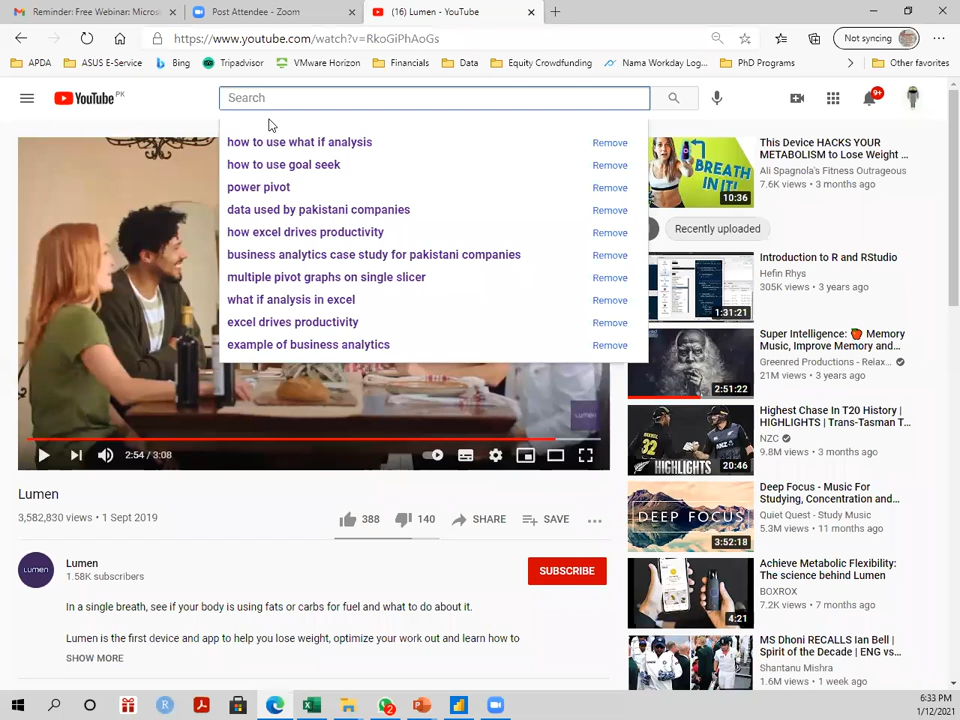 Reminder: Free Webinar: Micros
Post Attendee - Zoom
(16) Lumen - YouTube
https://www.youtube.com/watch?v=RkoGiPhAoGs
Not syncing
APDA
ASUS E-Service
Bing
Tripadvisor
VMware Horizon
Financials
Data
Equity Crowdfunding
Nama Workday Log...
PhD Programs
Other favorites
YouTube PK
Search
9+
how to use what if analysis
Remove
how to use goal seek
Remove
power pivot
Remove
data used by pakistani companies
Remove
how excel drives productivity
Remove
business analytics case study for pakistani companies
Remove
multiple pivot graphs on single slicer
Remove
what if analysis in excel
Remove
excel drives productivity
Remove
example of business analytics
Remove
lumen
2:54 / 3:08
Lumen
3,582,830 views • 1 Sept 2019
388
140
SHARE
SAVE
Lumen
Lumen
1.58K subscribers
SUBSCRIBE
In a single breath, see if your body is using fats or carbs for fuel and what to do about it.
Lumen is the first device and app to help you lose weight, optimize your work out and learn how to
SHOW MORE
BREATH
IN IT!
10:36
This Device HACKS YOUR
METABOLISM to Lose Weight ...
Ali Spagnola's Fitness Outrageous
7.6K views • 3 months ago
Recently uploaded
1:31:21
Introduction to R and RStudio
Hefin Rhys
305K views • 3 years ago
2:51:22
Super Intelligence: 🍎 Memory
Music, Improve Memory and...
Greenred Productions - Relax...
21M views • 3 years ago
32
HIGHLIGHTS
20:46
Highest Chase In T20 History |
HIGHLIGHTS | Trans-Tasman T...
NZC
9.8M views • 3 months ago
DEEP FOCUS
3:52:18
Deep Focus - Music For
Studying, Concentration and...
Quiet Quest - Study Music
5.3M views • 11 months ago
4:21
Achieve Metabolic Flexibility:
The science behind Lumen
BOXROX
7.2K views • 7 months ago
MS Dhoni RECALLS Ian Bell |
Spirit of the Decade | ENG vs...
Shantanu Mishra
1.6M views • 1 week ago
6:33 PM
1/12/2021